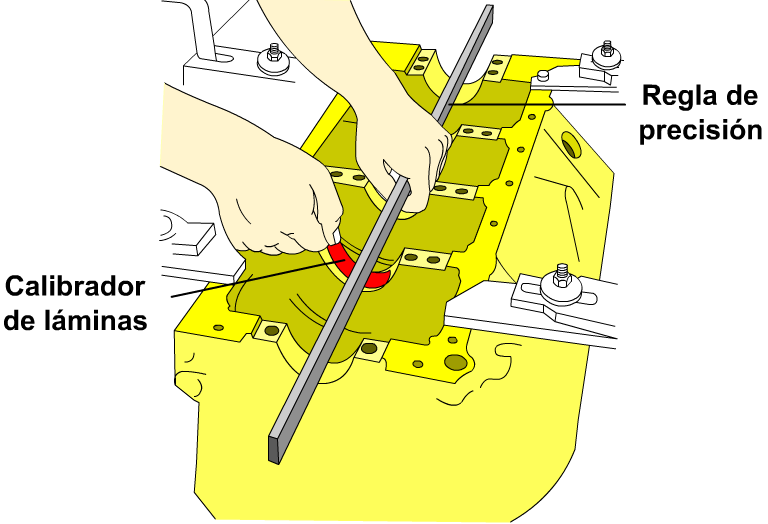 Regla de
precisión
Calibrador
de láminas